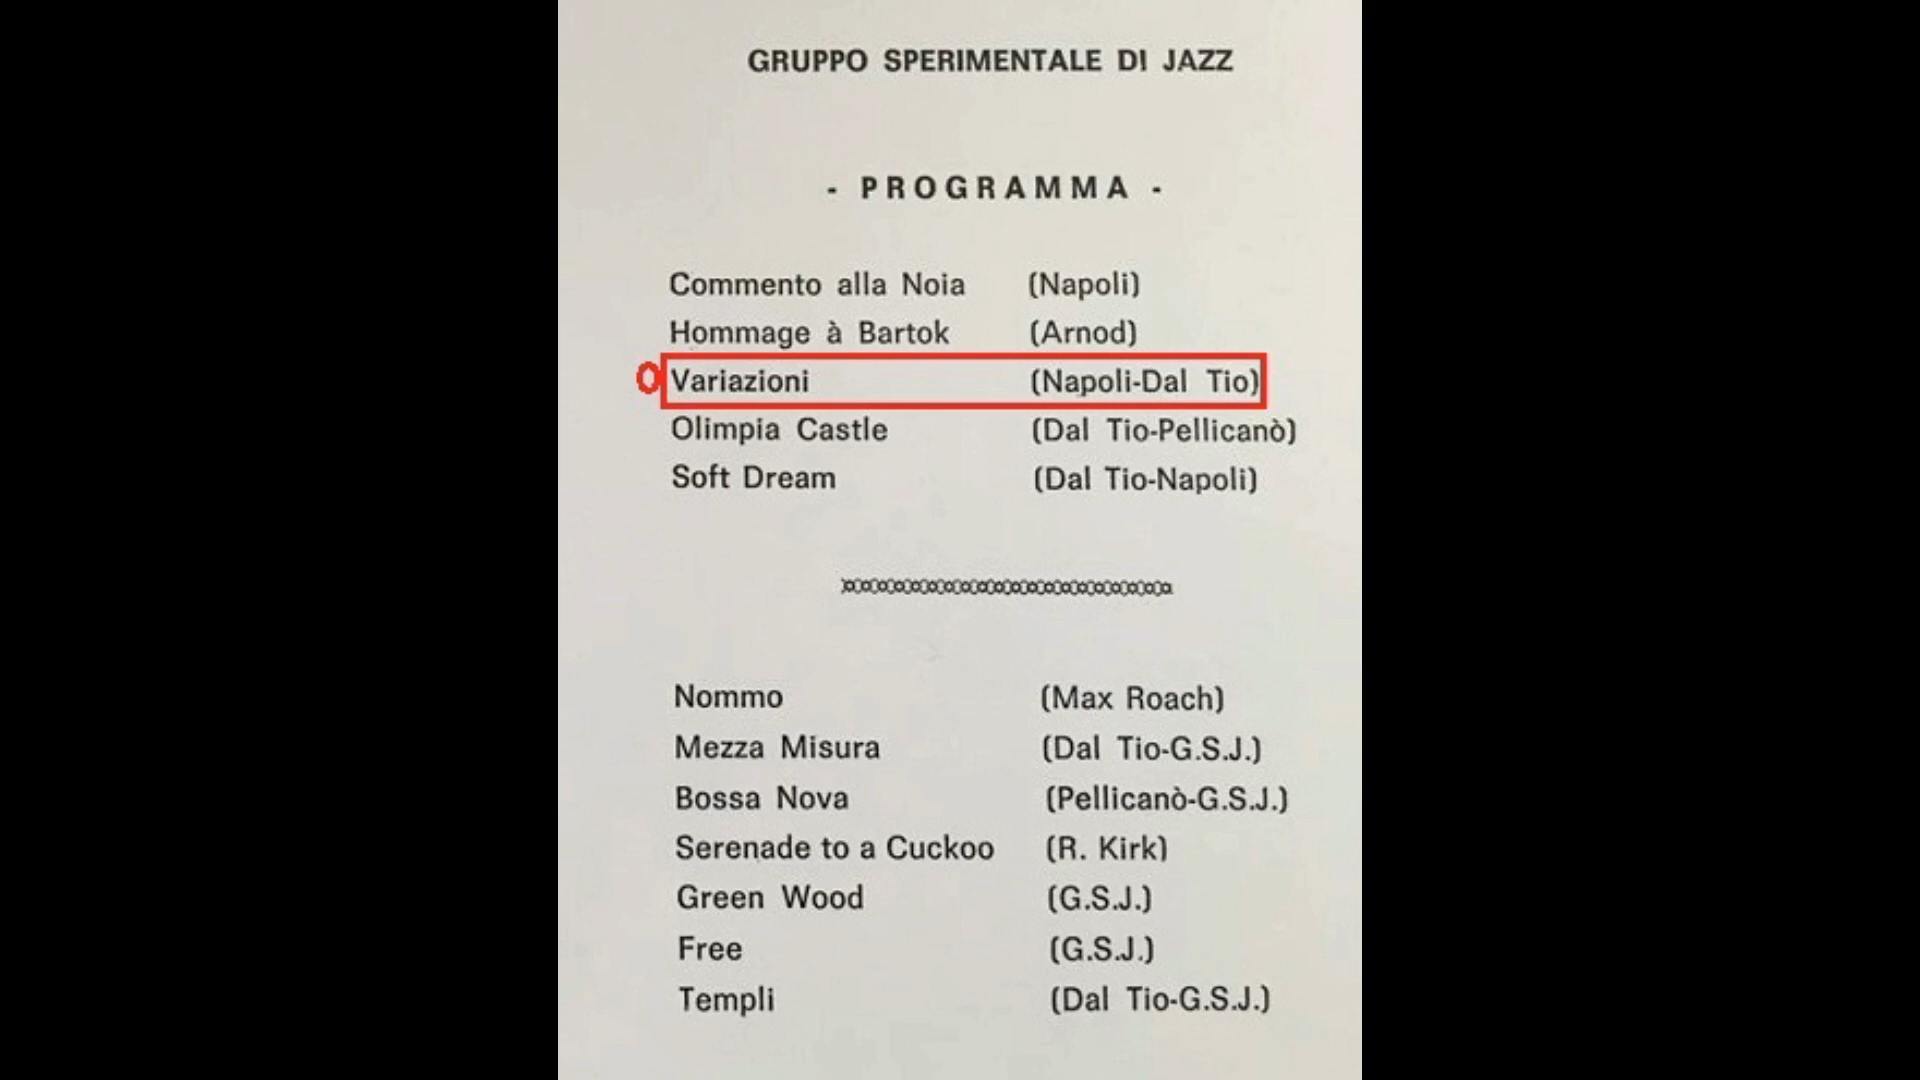 GRUPPO SPERIMENTALE DI JAZZ
- PROGRAMMA -
Commento alla Noia (Napoli)
Hommage à Bartok (Arnod)
Variazioni (Napoli-Dal Tio)
Olimpia Castle (Dal Tio-Pellicanò)
Soft Dream (Dal Tio-Napoli)
Nommo (Max Roach)
Mezza Misura (Dal Tio-G.S.J.)
Bossa Nova (Pellicanò-G.S.J.)
Serenade to a Cuckoo (R. Kirk)
Green Wood (G.S.J.)
Free (G.S.J.)
Templi (Dal Tio-G.S.J.)